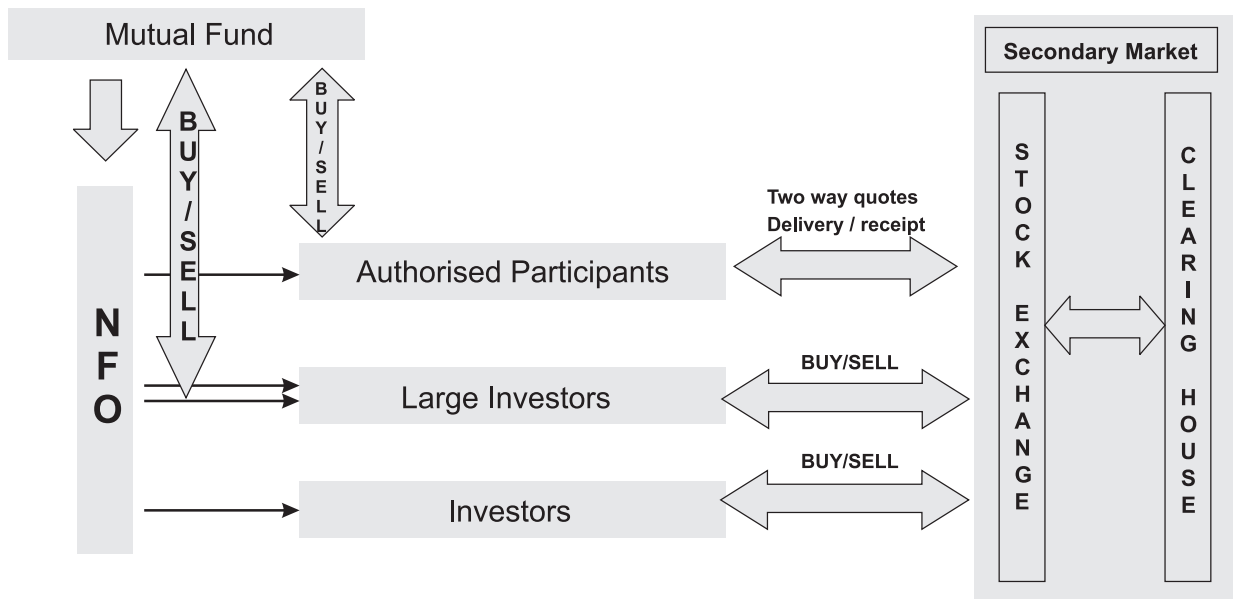 Mutual Fund
Secondary Market
BUY/SELL
BUY/SELL
NFO
Two way quotes
Delivery / receipt
Authorised Participants
BUY/SELL
Large Investors
BUY/SELL
Investors
STOCK EXCHANGE
CLEARING HOUSE